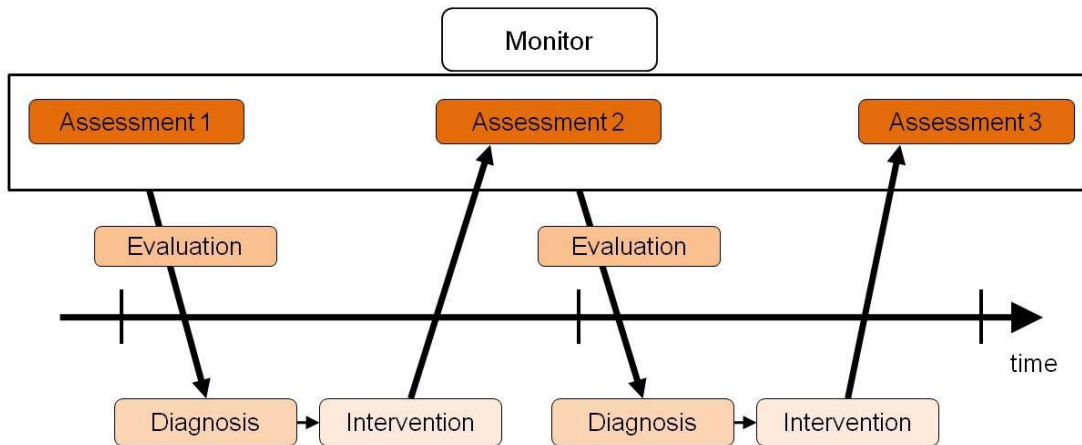 Monitor
Assessment 1
Assessment 2
Assessment 3
Evaluation
Evaluation
time
Diagnosis
Intervention
Diagnosis
Intervention